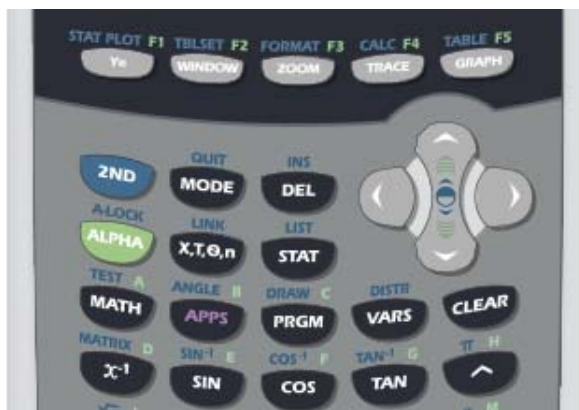 STAT PLOT F1 TBLSET F2 FORMAT F3 CALC F4 TABLE F5
Y= WINDOW ZOOM TRACE GRAPH
QUIT INS
2ND MODE DEL
A-LOCK LINK LIST
ALPHA X,T,Θ,n STAT
TEST A ANGLE B DRAW C DISTR
MATH APPS PRGM VARS CLEAR
MATRIX D SIN⁻¹ E COS⁻¹ F TAN⁻¹ G π H
x⁻¹ SIN COS TAN ^